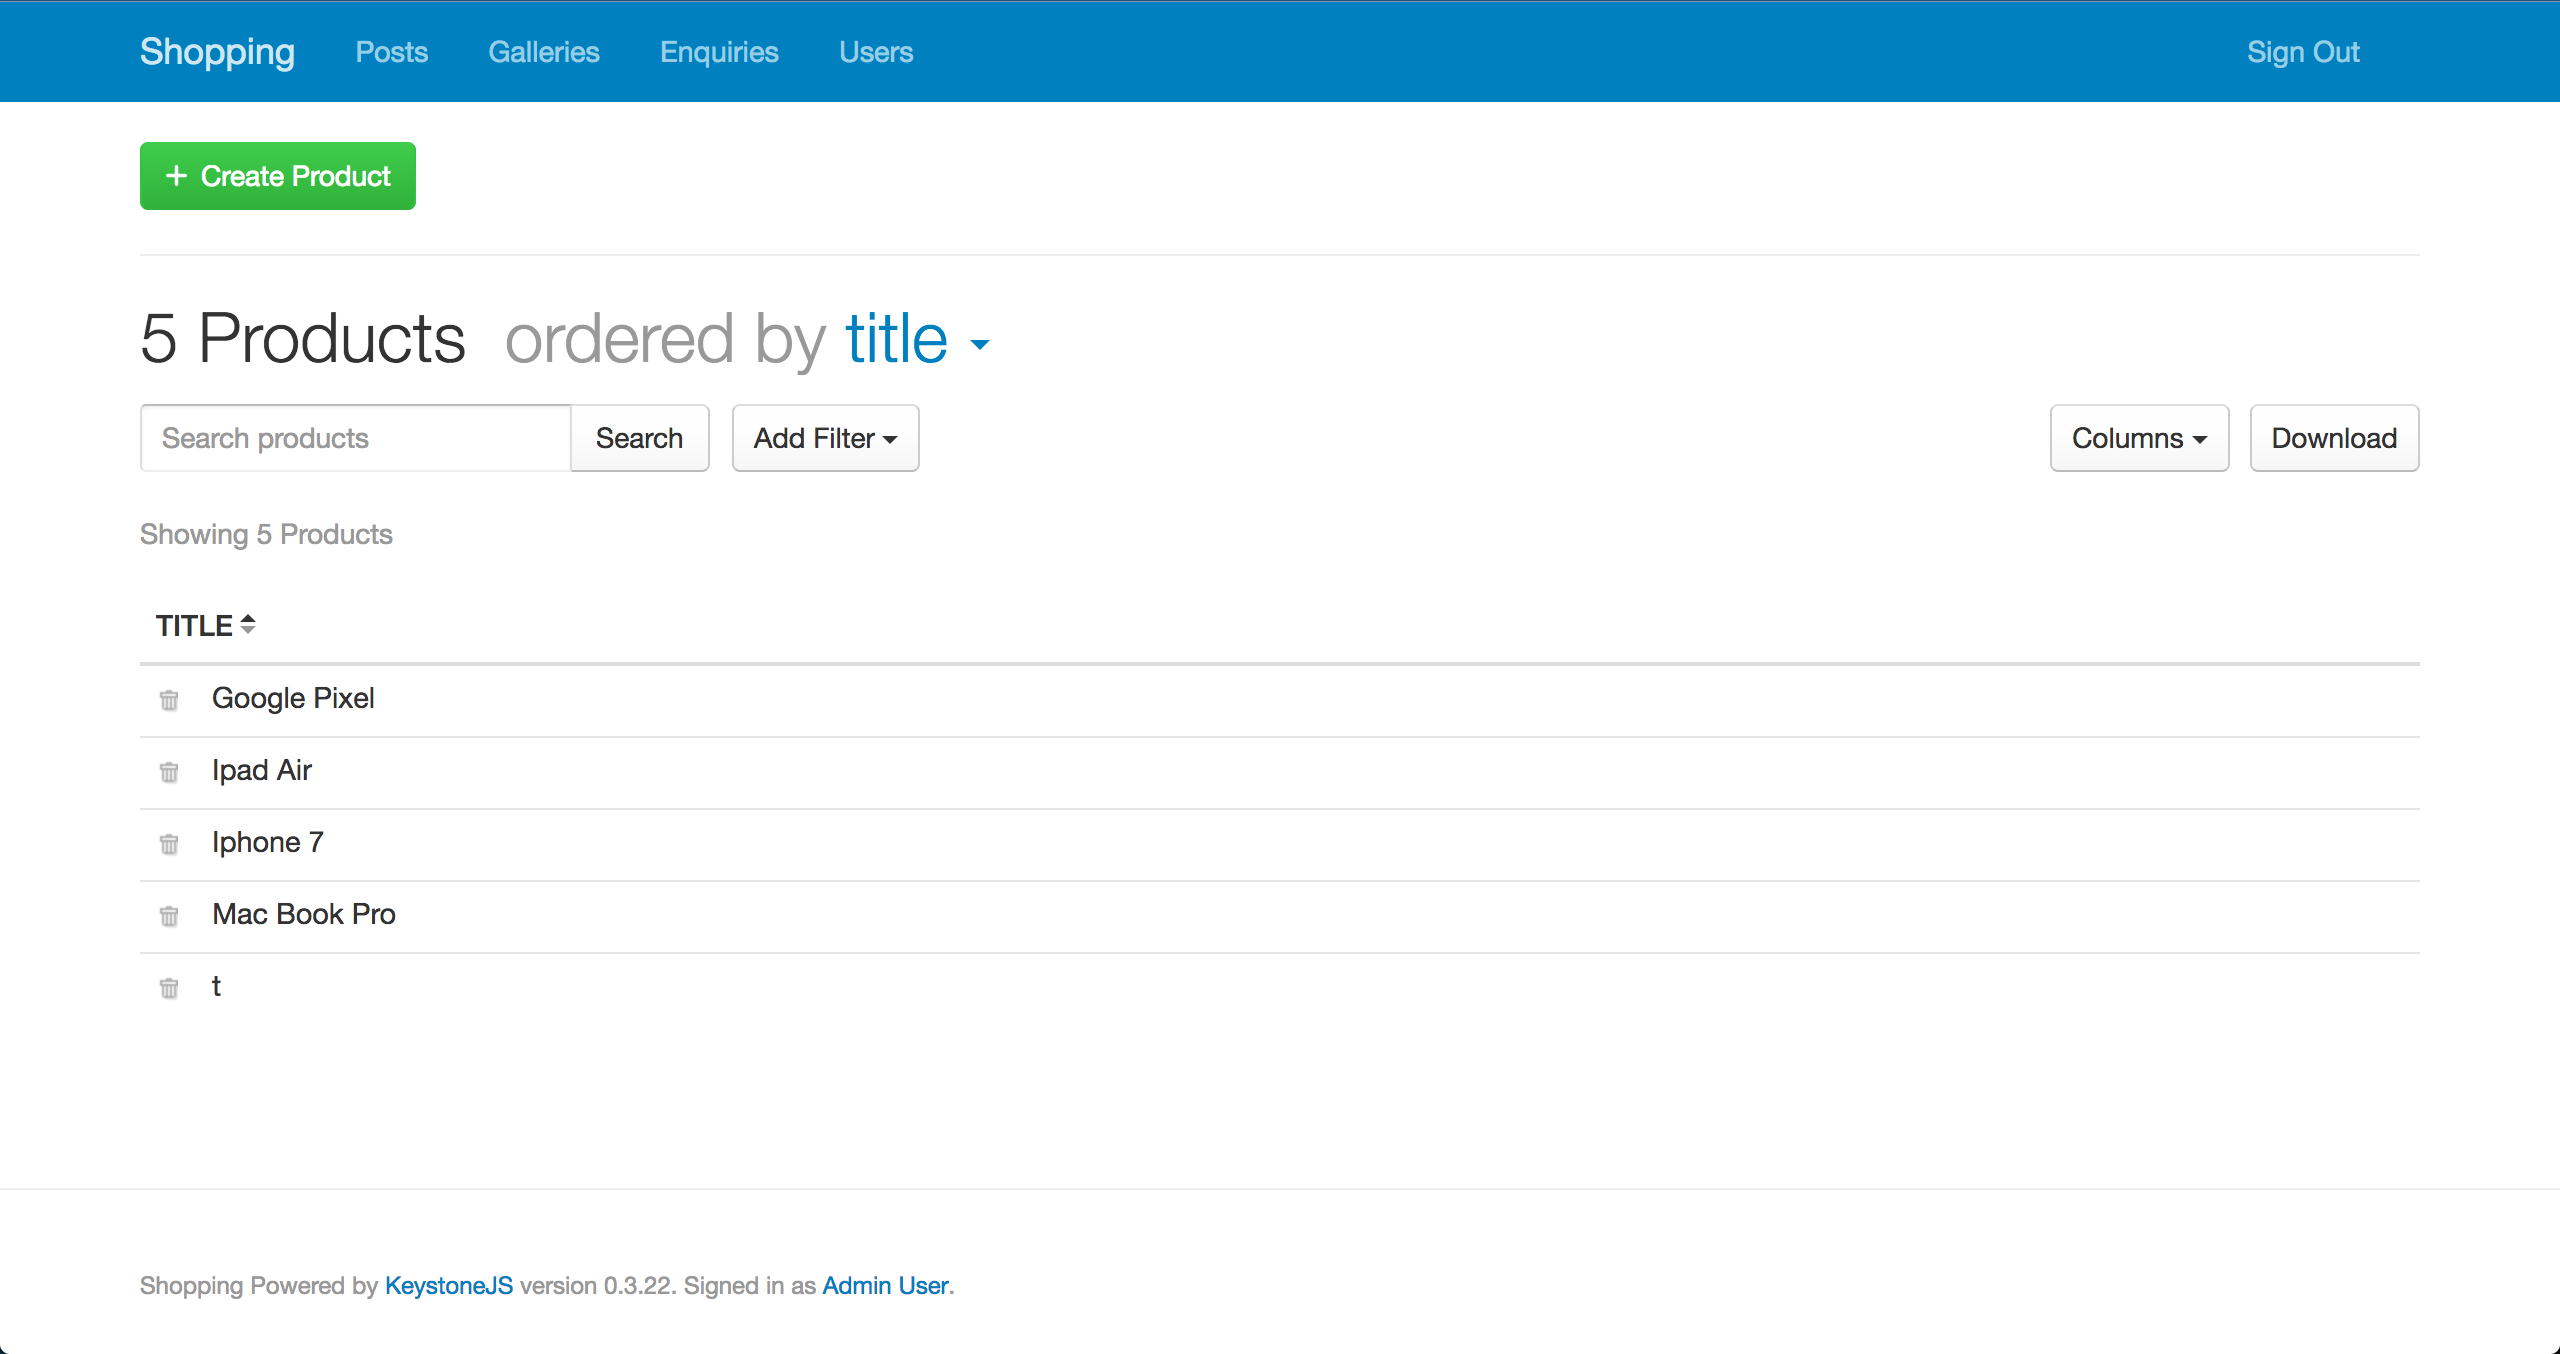 Shopping Posts Galleries Enquiries Users Sign Out
+ Create Product
5 Products ordered by title
Search products Search Add Filter Columns Download
Showing 5 Products
TITLE
Google Pixel
Ipad Air
Iphone 7
Mac Book Pro
t
Shopping Powered by KeystoneJS version 0.3.22. Signed in as Admin User.